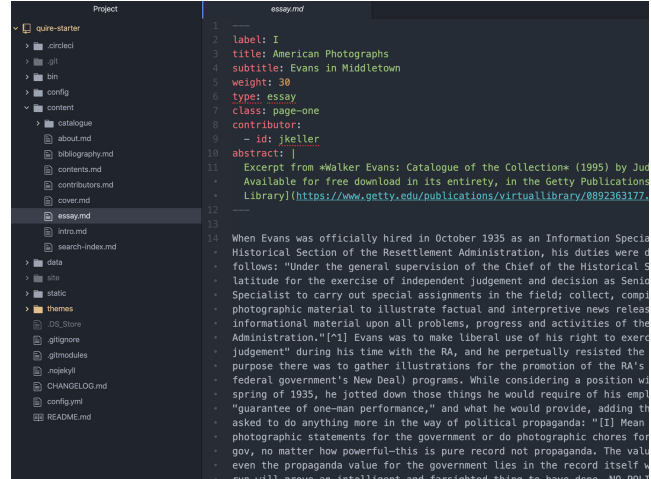 Project
quire-starter
.circleci
.git
bin
config
content
catalogue
about.md
bibliography.md
contents.md
contributors.md
cover.md
essay.md
intro.md
search-index.md
data
site
static
themes
.DS_Store
.gitignore
.gitmodules
.nojekyll
CHANGELOG.md
config.yml
README.md
essay.md
1 ---
2 label: I
3 title: American Photographs
4 subtitle: Evans in Middletown
5 weight: 30
6 type: essay
7 class: page-one
8 contributor:
9 - id: jkeller
10 abstract: |
11 Excerpt from *Walker Evans: Catalogue of the Collection* (1995) by Jud
Available for free download in its entirety, in the Getty Publications
Library](https://www.getty.edu/publications/virtuallibrary/0892363177.
12 ---
13
14 When Evans was officially hired in October 1935 as an Information Specia
Historical Section of the Resettlement Administration, his duties were d
follows: "Under the general supervision of the Chief of the Historical S
latitude for the exercise of independent judgement and decision as Senio
Specialist to carry out special assignments in the field; collect, compi
photographic material to illustrate factual and interpretive news releas
informational material upon all problems, progress and activities of the
Administration."[^1] Evans was to make liberal use of his right to exerc
judgement" during his time with the RA, and he perpetually resisted the
purpose there was to gather illustrations for the promotion of the RA's
federal government's New Deal) programs. While considering a position wi
spring of 1935, he jotted down those things he would require of his empl
"guarantee of one-man performance," and what he would provide, adding th
asked to do anything more in the way of political propaganda: "[I] Mean
photographic statements for the government or do photographic chores for
gov, no matter how powerful—this is pure record not propaganda. The valu
even the propaganda value for the government lies in the record itself w
run will prove an intelligent and farsighted thing to have done. NO POLI